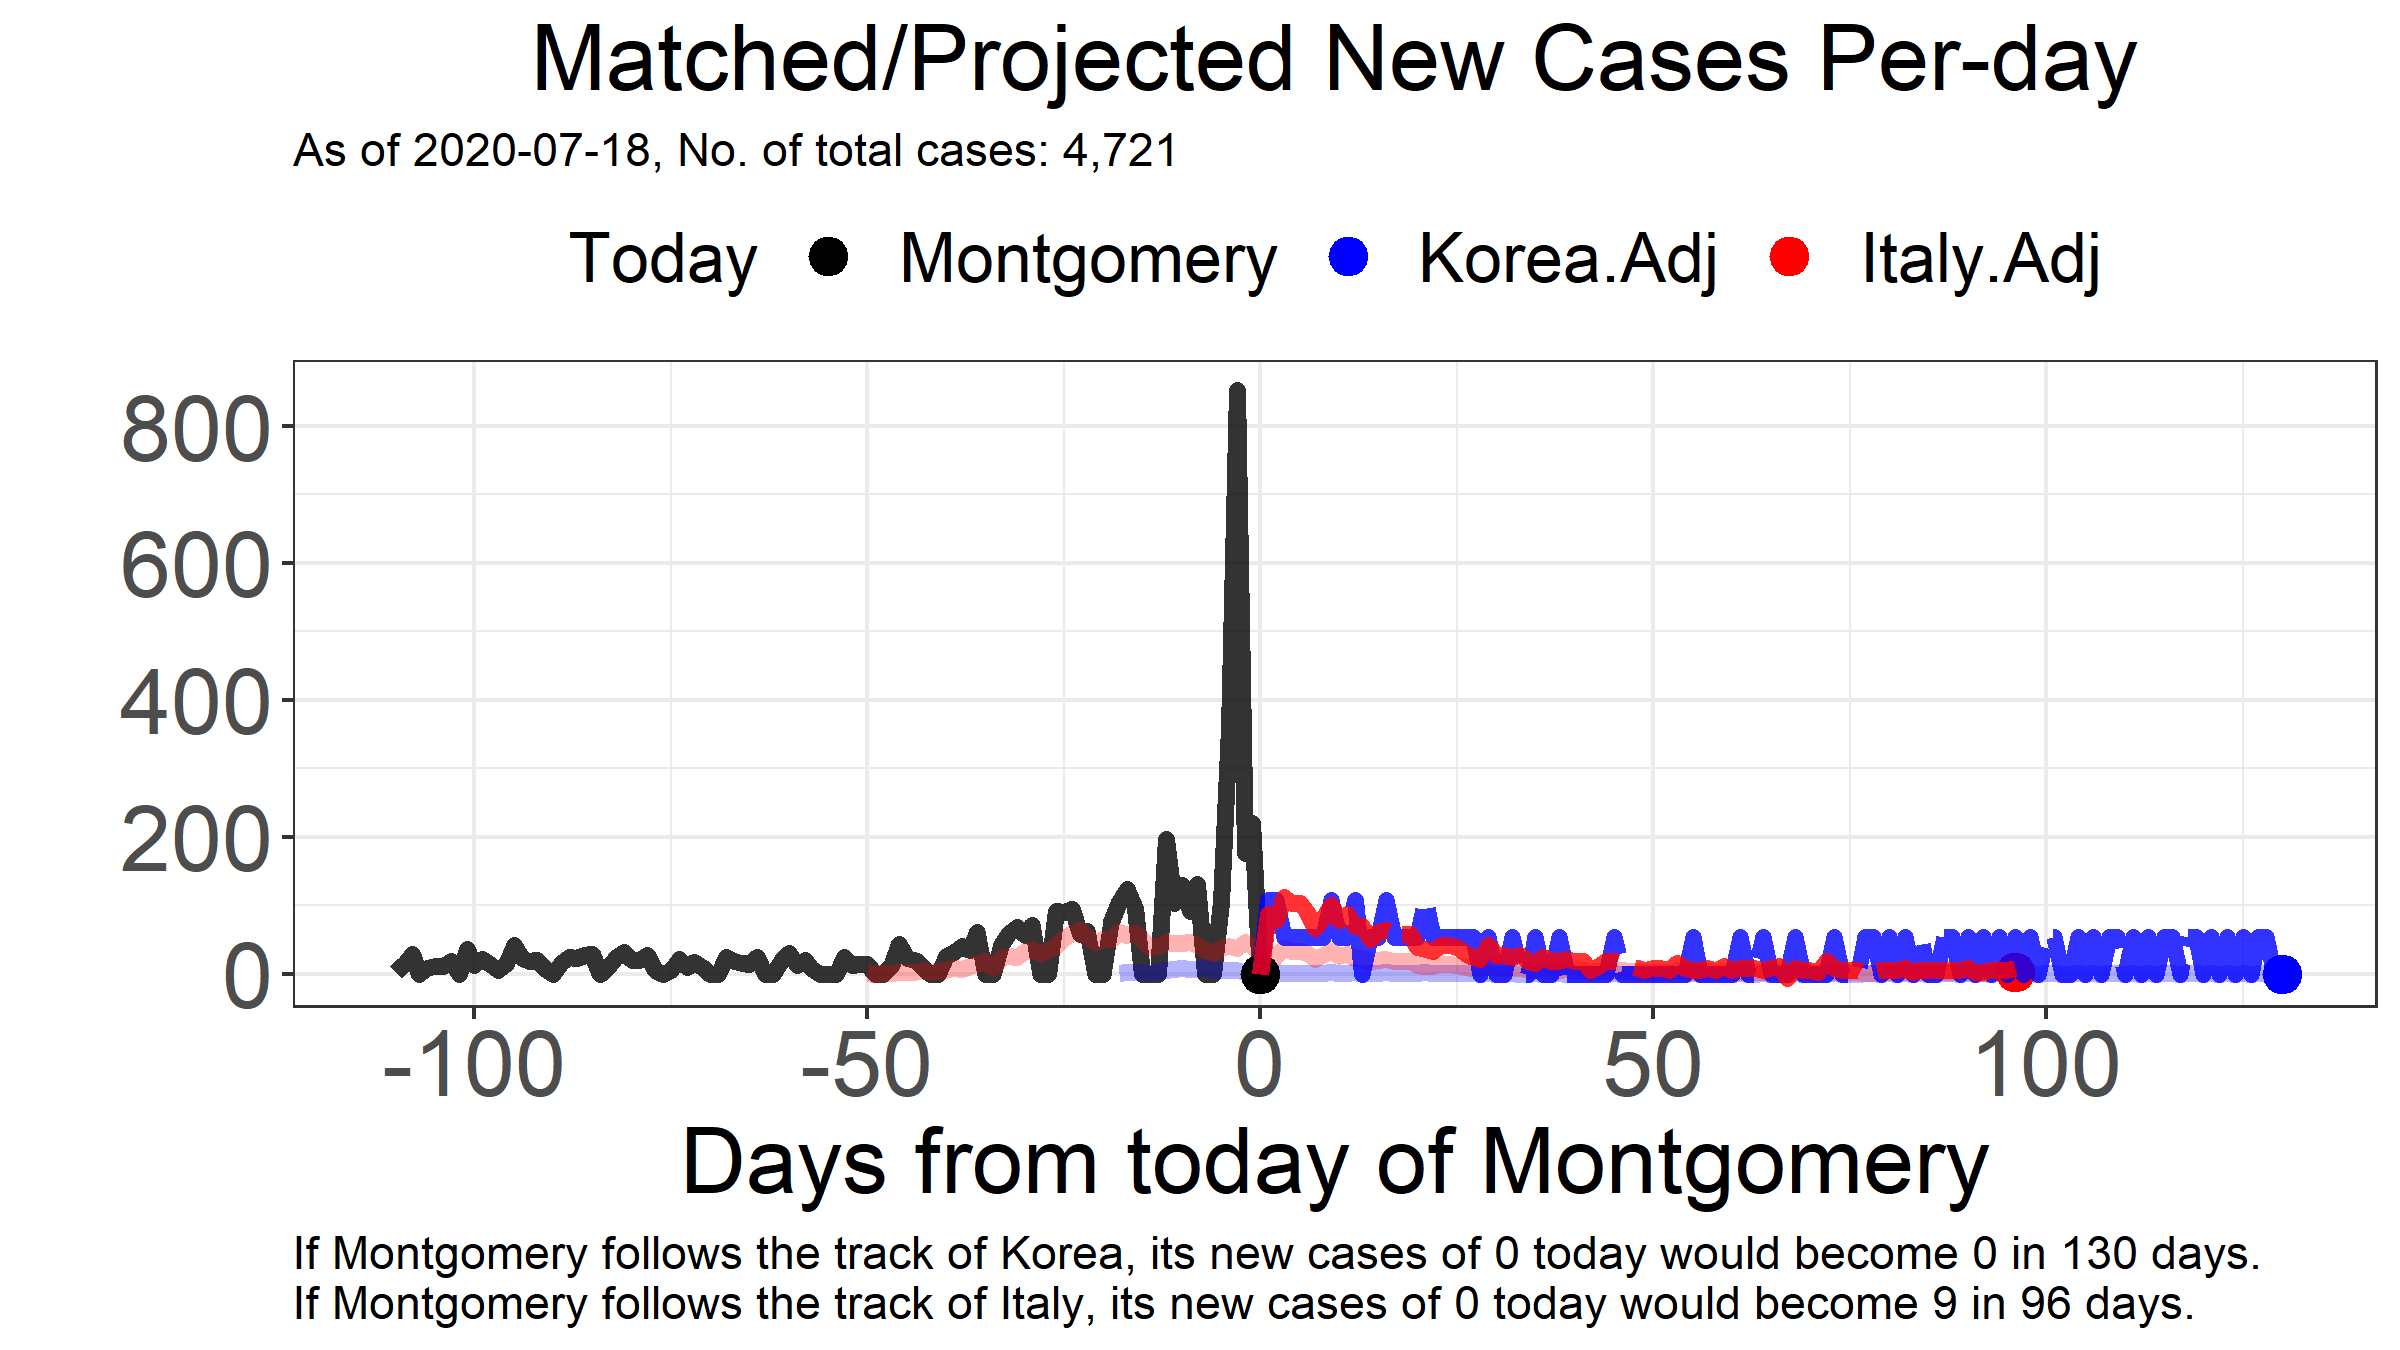 Matched/Projected New Cases Per-day
As of 2020-07-18, No. of total cases: 4,721
Today Montgomery Korea.Adj Italy.Adj
800
600
400
200
0
-100 -50 0 50 100
Days from today of Montgomery
If Montgomery follows the track of Korea, its new cases of 0 today would become 0 in 130 days.
If Montgomery follows the track of Italy, its new cases of 0 today would become 9 in 96 days.